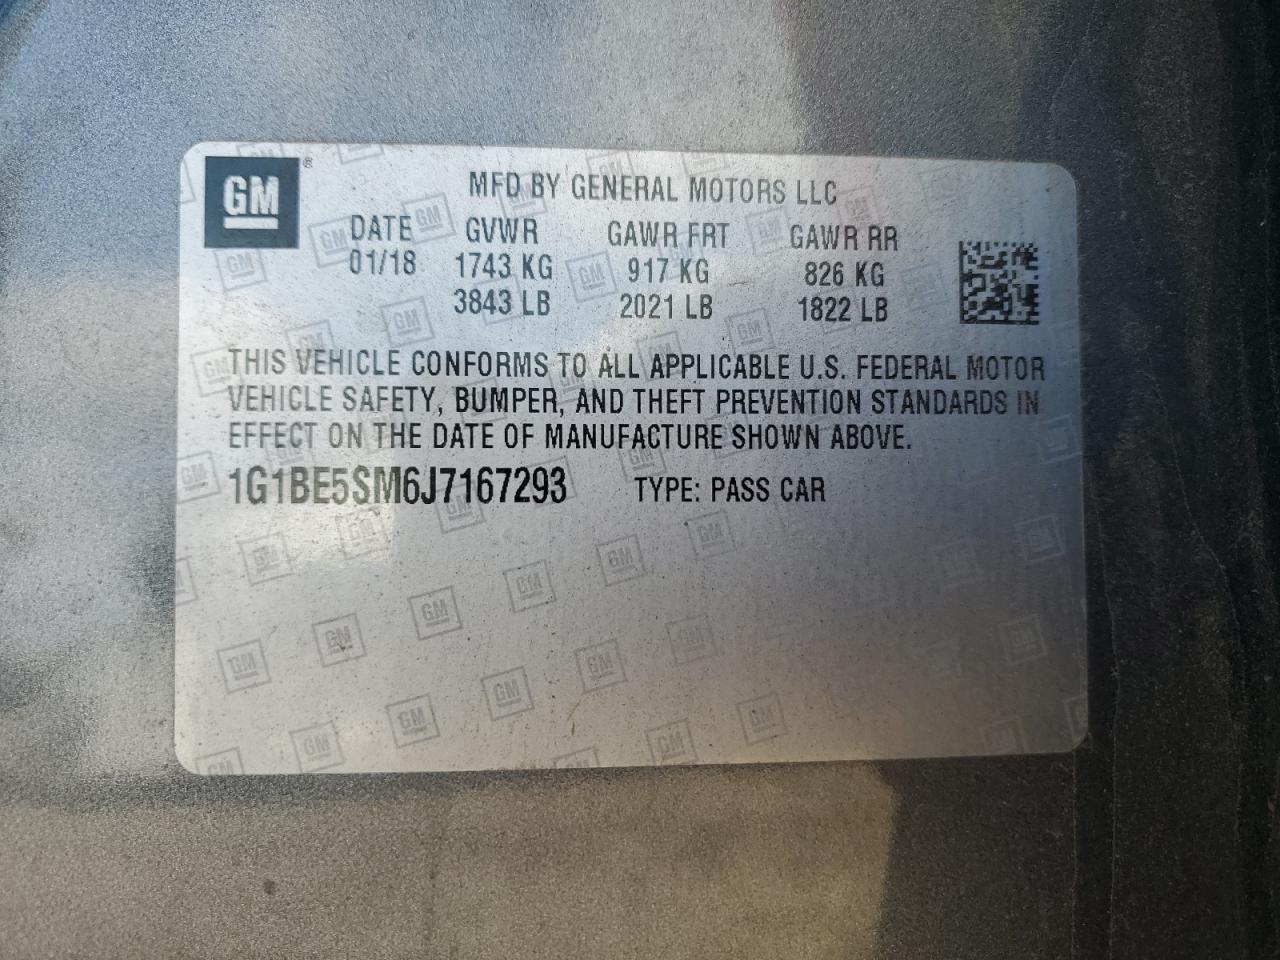 GM ®
MFD BY GENERAL MOTORS LLC
DATE GVWR GAWR FRT GAWR RR
01/18 1743 KG 917 KG 826 KG
3843 LB 2021 LB 1822 LB
THIS VEHICLE CONFORMS TO ALL APPLICABLE U.S. FEDERAL MOTOR
VEHICLE SAFETY, BUMPER, AND THEFT PREVENTION STANDARDS IN
EFFECT ON THE DATE OF MANUFACTURE SHOWN ABOVE.
1G1BE5SM6J7167293 TYPE: PASS CAR